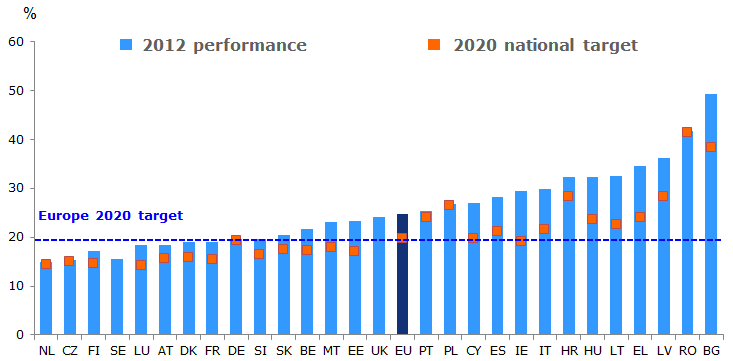 %
2012 performance
2020 national target
60
50
40
30
Europe 2020 target
20
10
0
NL CZ FI SE LU AT DK FR DE SI SK BE MT EE UK EU PT PL CY ES IE IT HR HU LT EL LV RO BG